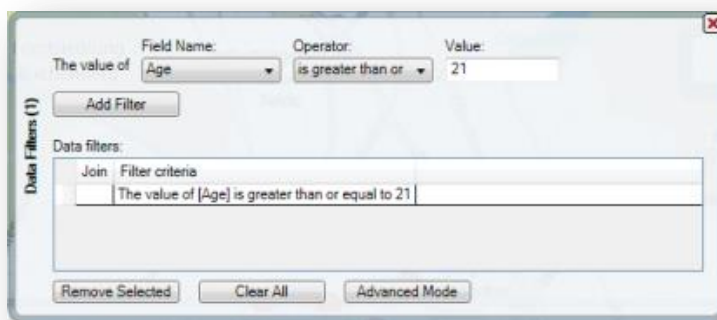 Field Name: Operator: Value:
The value of Age is greater than or 21
Add Filter
Data Filters (1)
Data filters:
Join Filter criteria
The value of [Age] is greater than or equal to 21
Remove Selected Clear All Advanced Mode